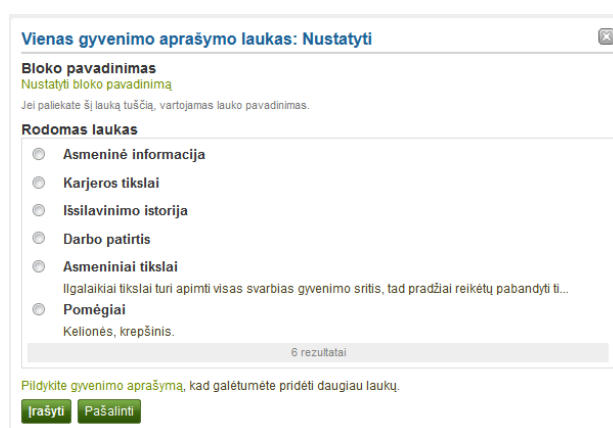 Vienas gyvenimo aprašymo laukas: Nustatyti
Bloko pavadinimas
Nustatyti bloko pavadinimą
Jei paliekate šį lauką tuščią, vartojamas lauko pavadinimas.
Rodomas laukas
Asmeninė informacija
Karjeros tikslai
Išsilavinimo istorija
Darbo patirtis
Asmeniniai tikslai
Ilgalaikiai tikslai turi apimti visas svarbias gyvenimo sritis, tad pradžiai reikėtų pabandyti ti...
Pomėgiai
Kelionės, krepšinis.
6 rezultatai
Pildykite gyvenimo aprašymą, kad galėtumėte pridėti daugiau laukų.
Įrašyti Pašalinti